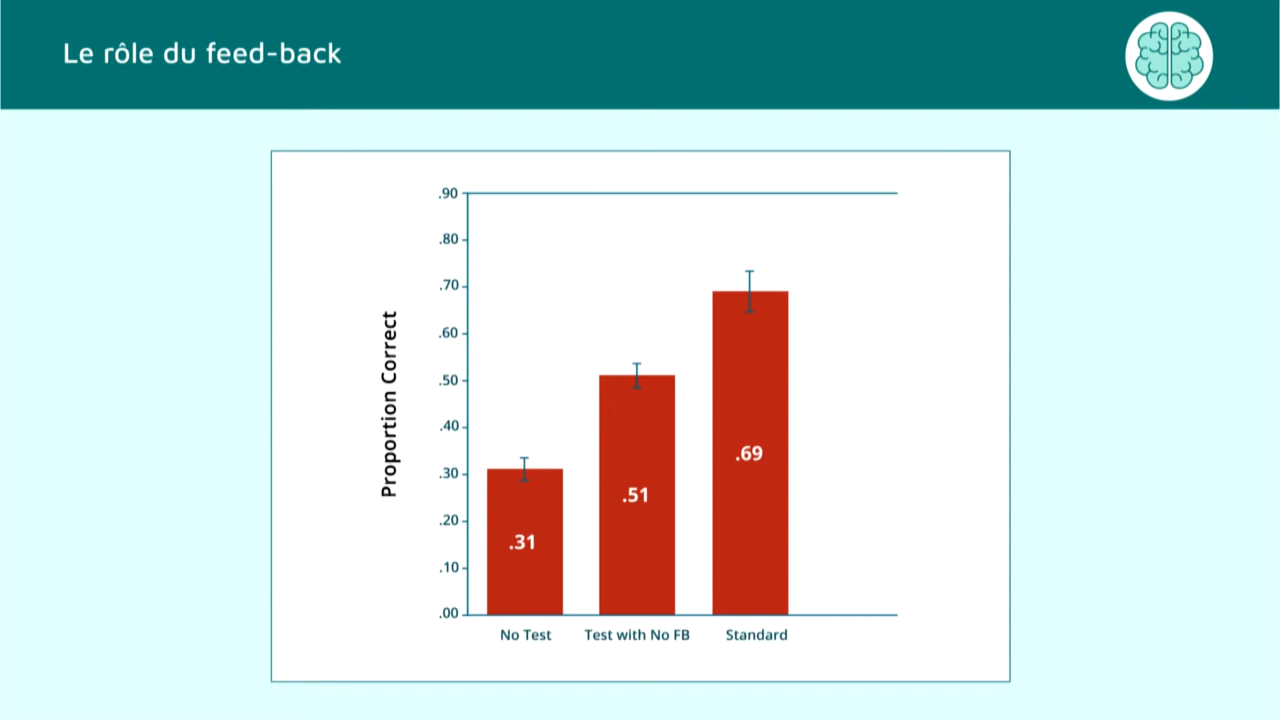 Le rôle du feed-back
.90
.80
.70
.60
.50
.40
.30
.20
.10
.00
Proportion Correct
.31
.51
.69
No Test
Test with No FB
Standard